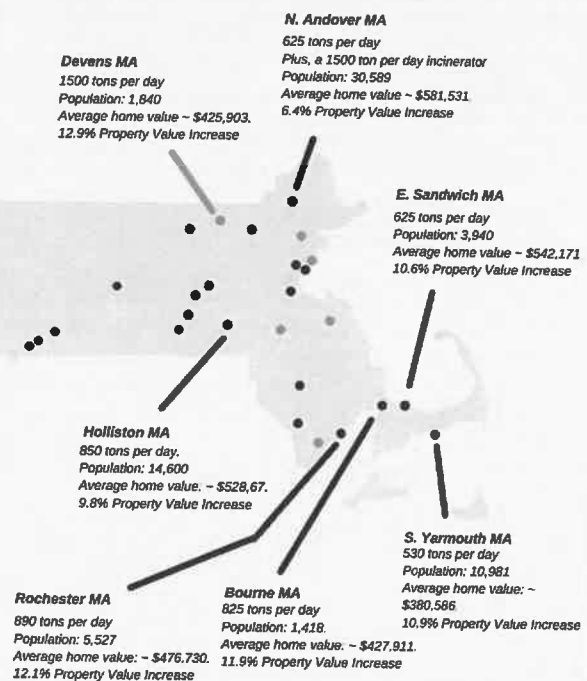 N. Andover MA
625 tons per day
Plus, a 1500 ton per day incinerator
Population: 30,589
Average home value ~ $581,531
6.4% Property Value Increase
Devens MA
1500 tons per day
Population: 1,840
Average home value ~ $425,903.
12.9% Property Value Increase
E. Sandwich MA
625 tons per day
Population: 3,940
Average home value ~ $542,171
10.6% Property Value Increase
Holliston MA
850 tons per day.
Population: 14,600
Average home value: ~ $528,67.
9.8% Property Value Increase
S. Yarmouth MA
530 tons per day
Population: 10,981
Average home value: ~
$380,586
10.9% Property Value Increase
Rochester MA
890 tons per day
Population: 5,527
Average home value: ~ $476.730.
12.1% Property Value Increase
Bourne MA
825 tons per day
Population: 1,418.
Average home value: ~ $427,911.
11.9% Property Value Increase